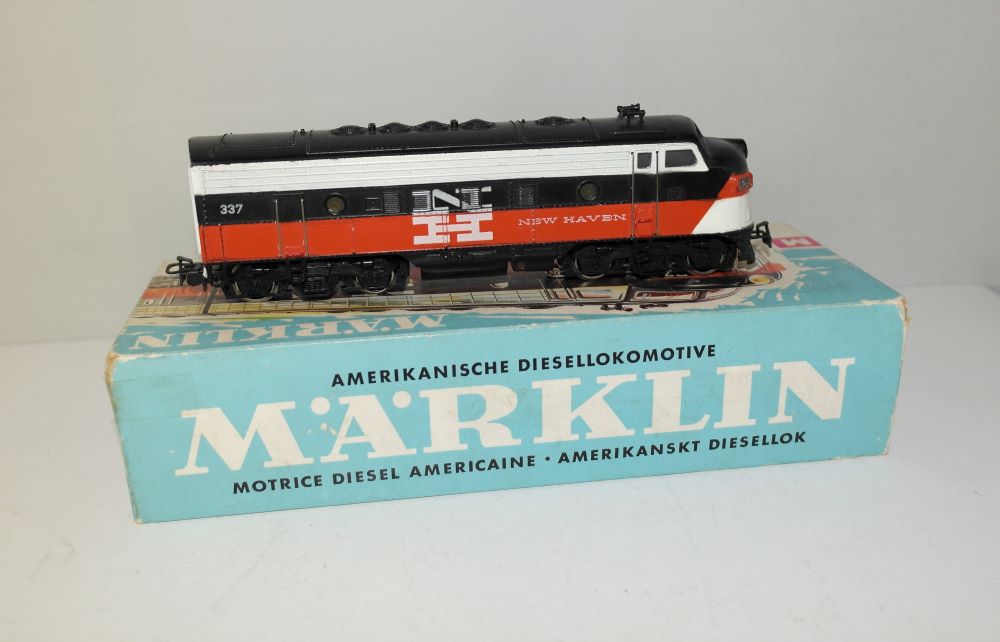 337
NH
NEW HAVEN
M
MÄRKLIN
AMERIKANISCHE DIESELLOKOMOTIVE
MÄRKLIN
MOTRICE DIESEL AMERICAINE · AMERIKANSKT DIESELLOK